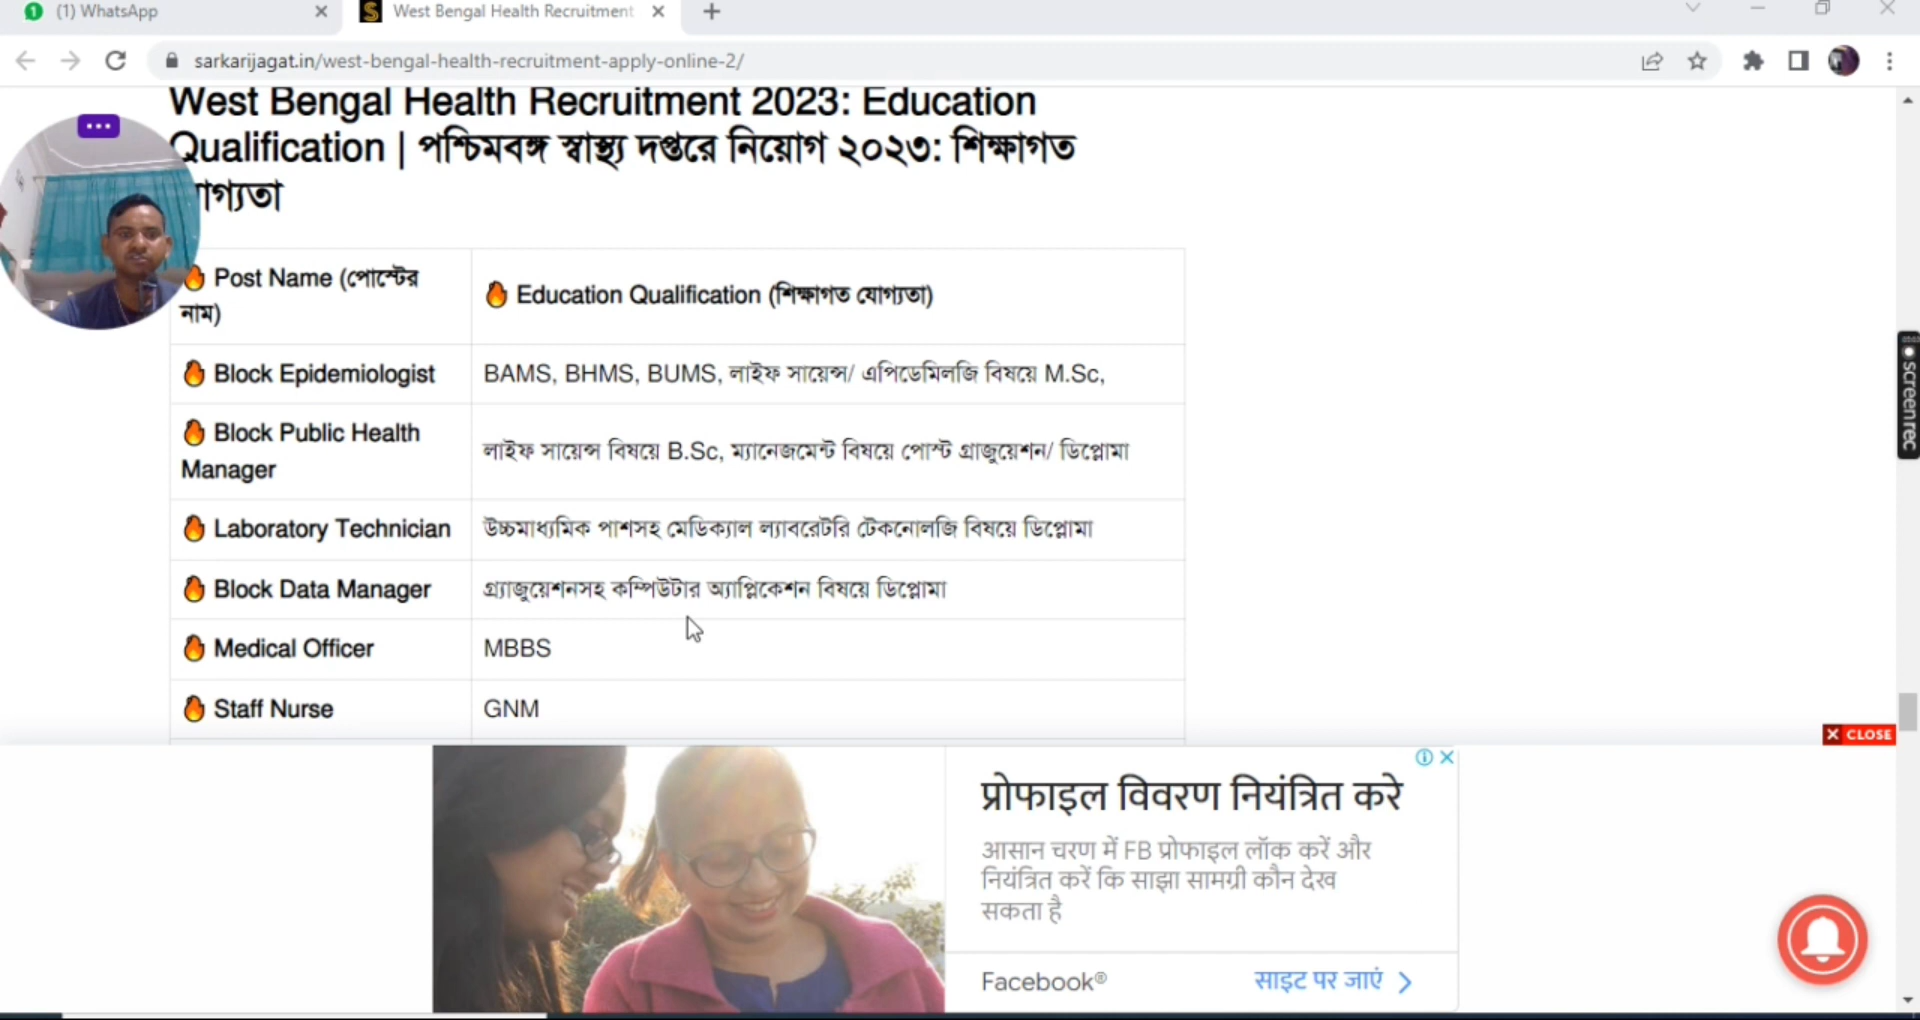 (1) WhatsApp
West Bengal Health Recruitment
sarkarijagat.in/west-bengal-health-recruitment-apply-online-2/
West Bengal Health Recruitment 2023: Education
Qualification | পশ্চিমবঙ্গ স্বাস্থ্য দপ্তরে নিয়োগ ২০২৩: শিক্ষাগত
গ্যতা
Post Name (পোস্টের
নাম)
Education Qualification (শিক্ষাগত যোগ্যতা)
Block Epidemiologist
BAMS, BHMS, BUMS, লাইফ সায়েন্স/ এপিডেমিলজি বিষয়ে M.Sc,
Block Public Health
Manager
লাইফ সায়েন্স বিষয়ে B.Sc, ম্যানেজমেন্ট বিষয়ে পোস্ট গ্রাজুয়েশন/ ডিপ্লোমা
Laboratory Technician
উচ্চমাধ্যমিক পাশসহ মেডিক্যাল ল্যাবরেটরি টেকনোলজি বিষয়ে ডিপ্লোমা
Block Data Manager
গ্র্যাজুয়েশনসহ কম্পিউটার অ্যাপ্লিকেশন বিষয়ে ডিপ্লোমা
Medical Officer
MBBS
Staff Nurse
GNM
screenrec
CLOSE
प्रोफाइल विवरण नियंत्रित करे
आसान चरण में FB प्रोफाइल लॉक करें और
नियंत्रित करें कि साझा सामग्री कौन देख
सकता है
Facebook®
साइट पर जाएं